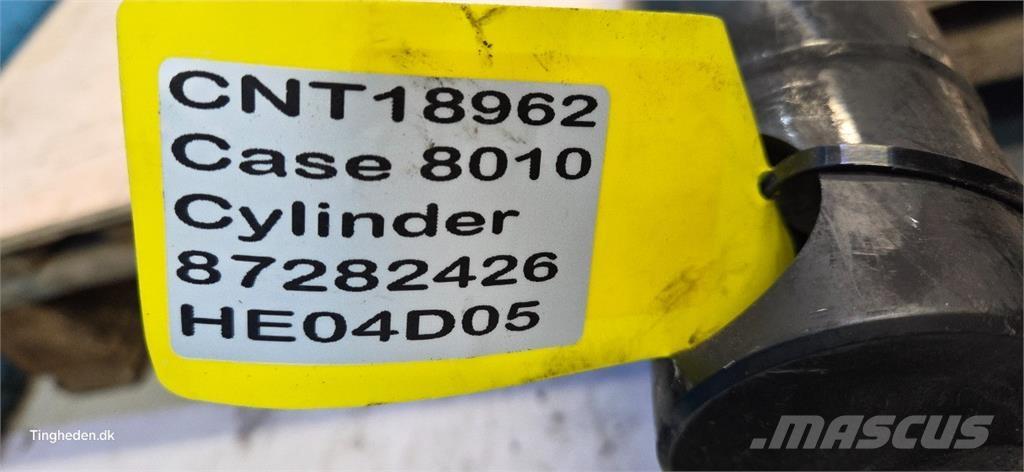 CNT18962
Case 8010
Cylinder
87282426
HE04D05
Tingheden.dk
MASCUS